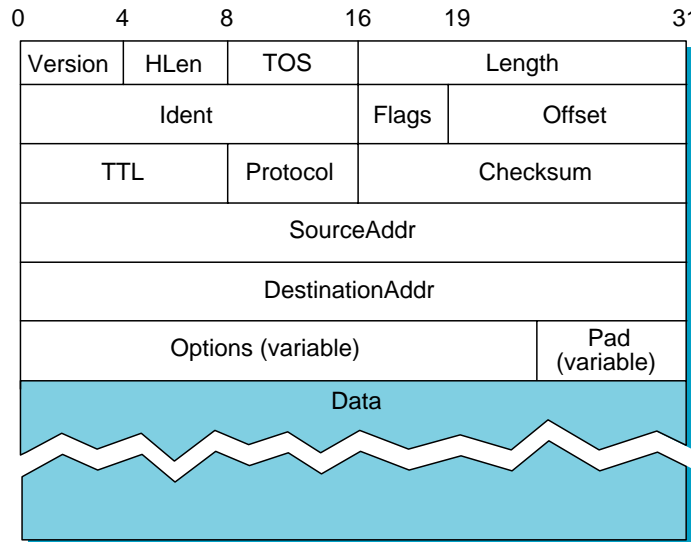 0 4 8 16 19 31
Version HLen TOS Length
Ident Flags Offset
TTL Protocol Checksum
SourceAddr
DestinationAddr
Options (variable) Pad
(variable)
Data